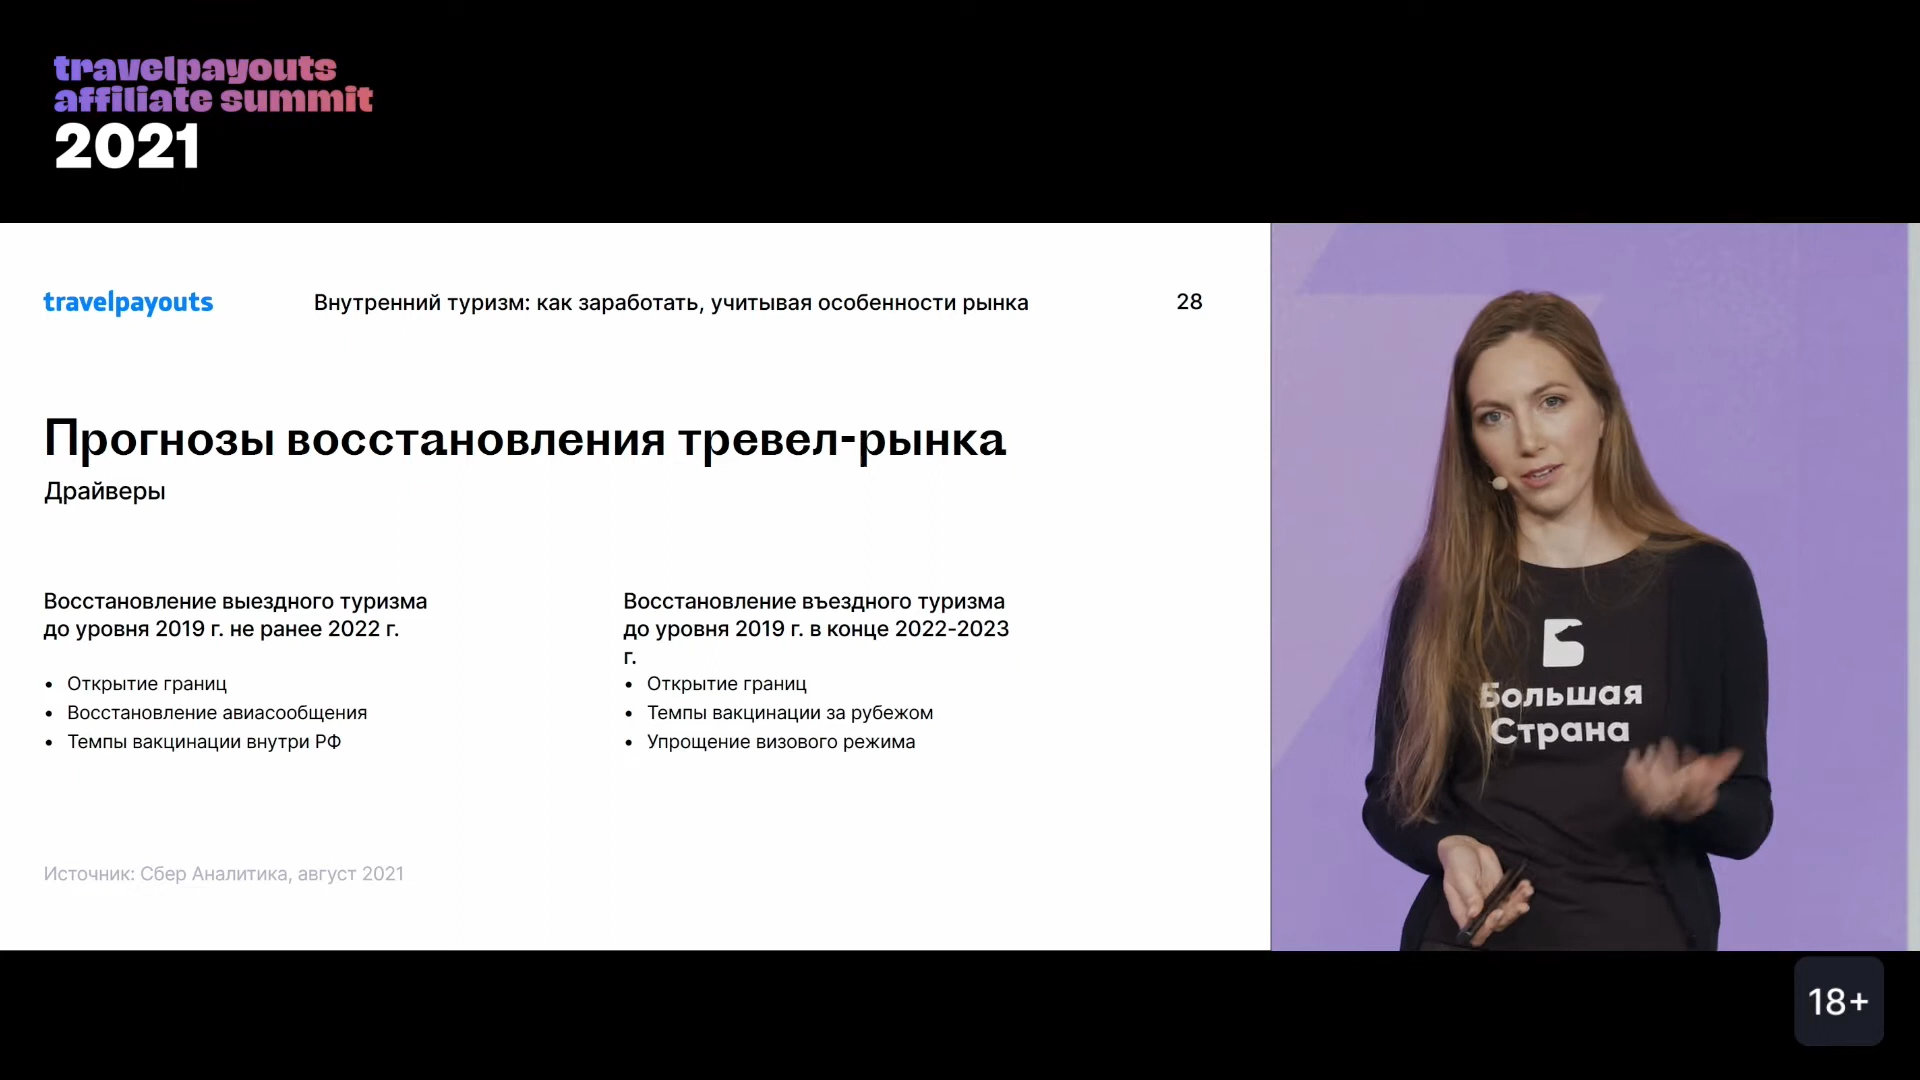 travelpayouts
affiliate summit
2021
travelpayouts
Внутренний туризм: как заработать, учитывая особенности рынка
28
Прогнозы восстановления тревел-рынка
Драйверы
Восстановление выездного туризма
до уровня 2019 г. не ранее 2022 г.
• Открытие границ
• Восстановление авиасообщения
• Темпы вакцинации внутри РФ
Восстановление въездного туризма
до уровня 2019 г. в конце 2022-2023
г.
• Открытие границ
• Темпы вакцинации за рубежом
• Упрощение визового режима
Источник: Сбер Аналитика, август 2021
Б
Большая
Страна
18+